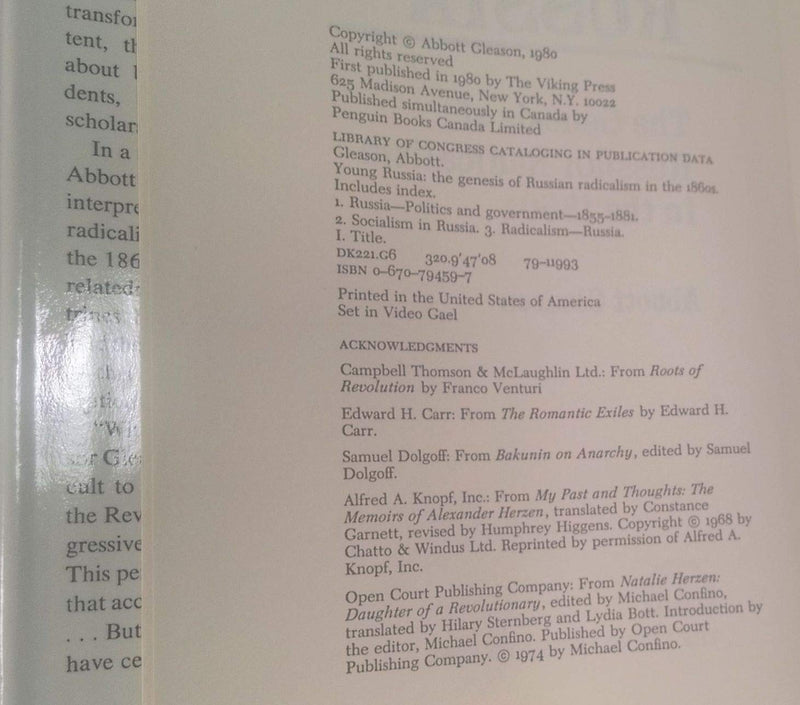 tent, th
about
dents,
scholar
In a
Abbott
interpre
radicali
the 186
related
cult to
the Rev
gressive
This pe
that acc
. . . But
have ce
Copyright © Abbott Gleason, 1980
All rights reserved
First published in 1980 by The Viking Press
625 Madison Avenue, New York, N.Y. 10022
Published simultaneously in Canada by
Penguin Books Canada Limited
LIBRARY OF CONGRESS CATALOGING IN PUBLICATION DATA
Gleason, Abbott.
Young Russia: the genesis of Russian radicalism in the 1860s.
Includes index.
1. Russia—Politics and government—1855–1881.
2. Socialism in Russia. 3. Radicalism—Russia.
I. Title.
DK221.G6 320.9'47'08 79–11993
ISBN 0–670–79459–7
Printed in the United States of America
Set in Video Gael
ACKNOWLEDGMENTS
Campbell Thomson & McLaughlin Ltd.: From Roots of
Revolution by Franco Venturi
Edward H. Carr: From The Romantic Exiles by Edward H.
Carr.
Samuel Dolgoff: From Bakunin on Anarchy, edited by Samuel
Dolgoff.
Alfred A. Knopf, Inc.: From My Past and Thoughts: The
Memoirs of Alexander Herzen, translated by Constance
Garnett, revised by Humphrey Higgens. Copyright © 1968 by
Chatto & Windus Ltd. Reprinted by permission of Alfred A.
Knopf, Inc.
Open Court Publishing Company: From Natalie Herzen:
Daughter of a Revolutionary, edited by Michael Confino,
translated by Hilary Sternberg and Lydia Bott. Introduction by
the editor, Michael Confino. Published by Open Court
Publishing Company. © 1974 by Michael Confino.